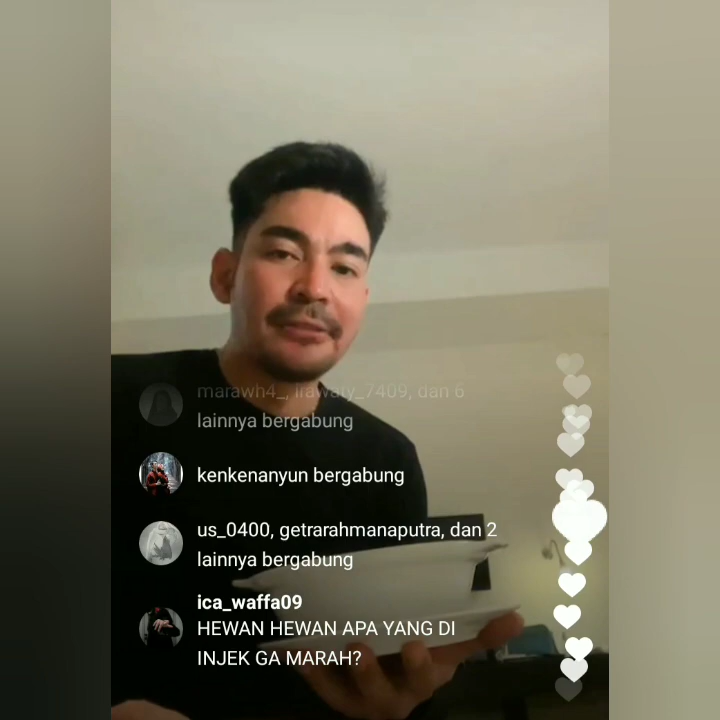 marawh4_, irawaty_7409, dan 6
lainnya bergabung
kenkenanyun bergabung
us_0400, getrarahmanaputra, dan 2
lainnya bergabung
ica_waffa09
HEWAN HEWAN APA YANG DI
INJEK GA MARAH?